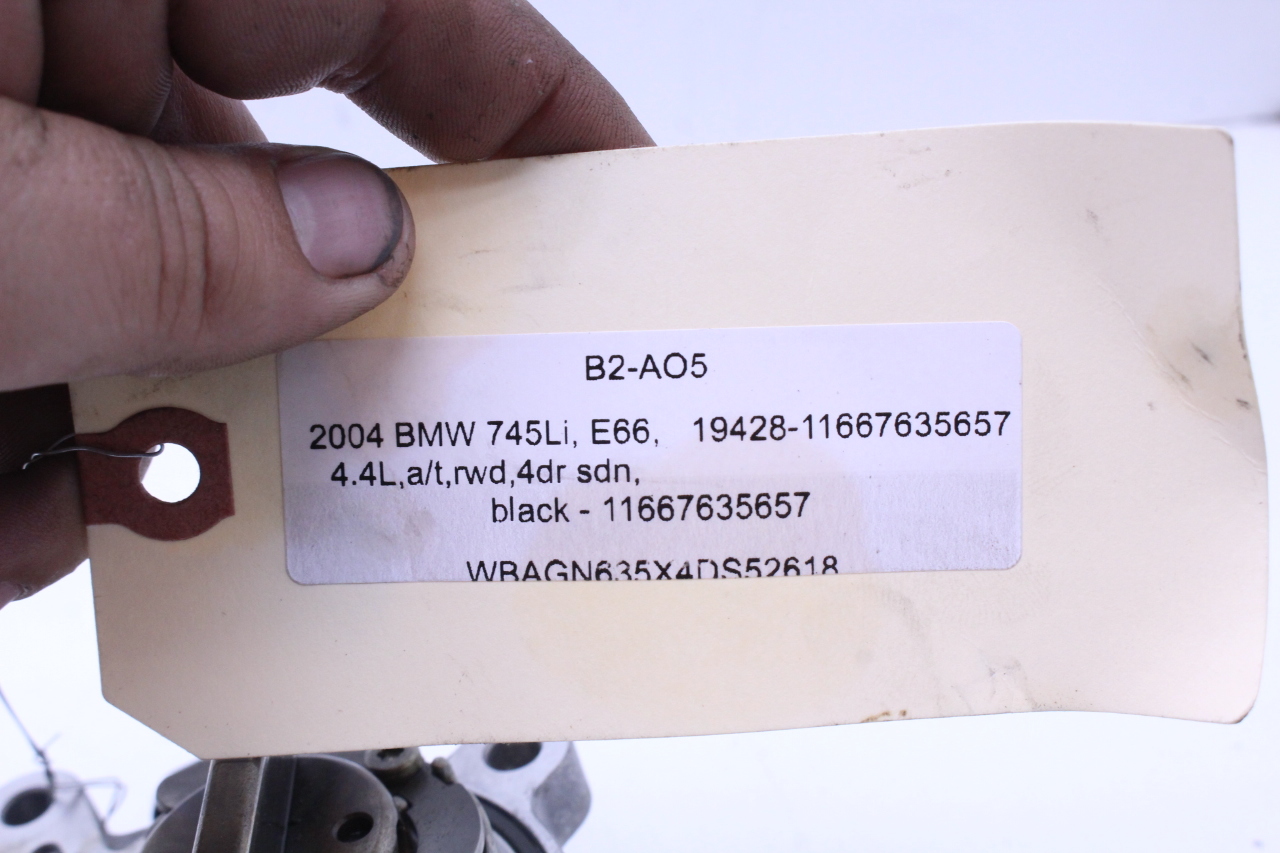 B2-AO5
2004 BMW 745Li, E66, 19428-11667635657
4.4L,a/t,rwd,4dr sdn,
black - 11667635657
WBAGN635X4DS52618